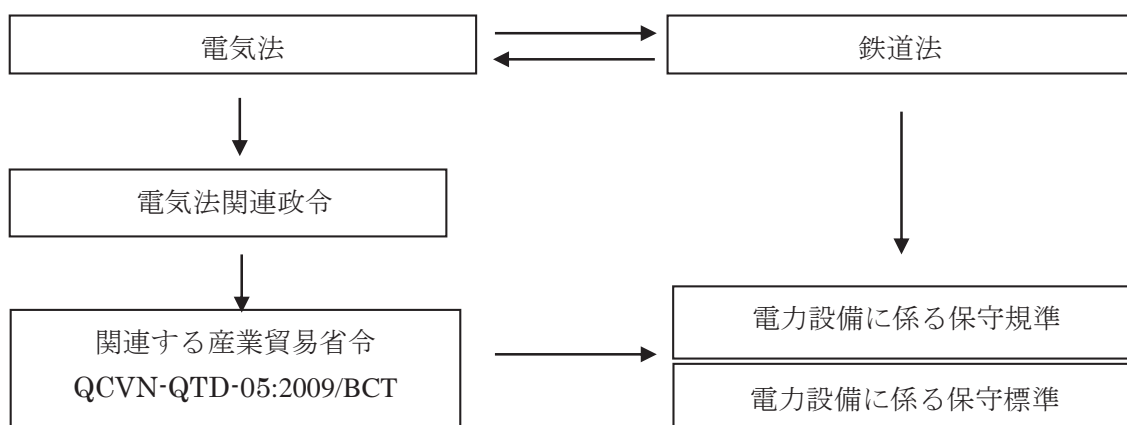 電気法
鉄道法
電気法関連政令
関連する産業貿易省令
QCVN-QTD-05:2009/BCT
電力設備に係る保守規準
電力設備に係る保守標準